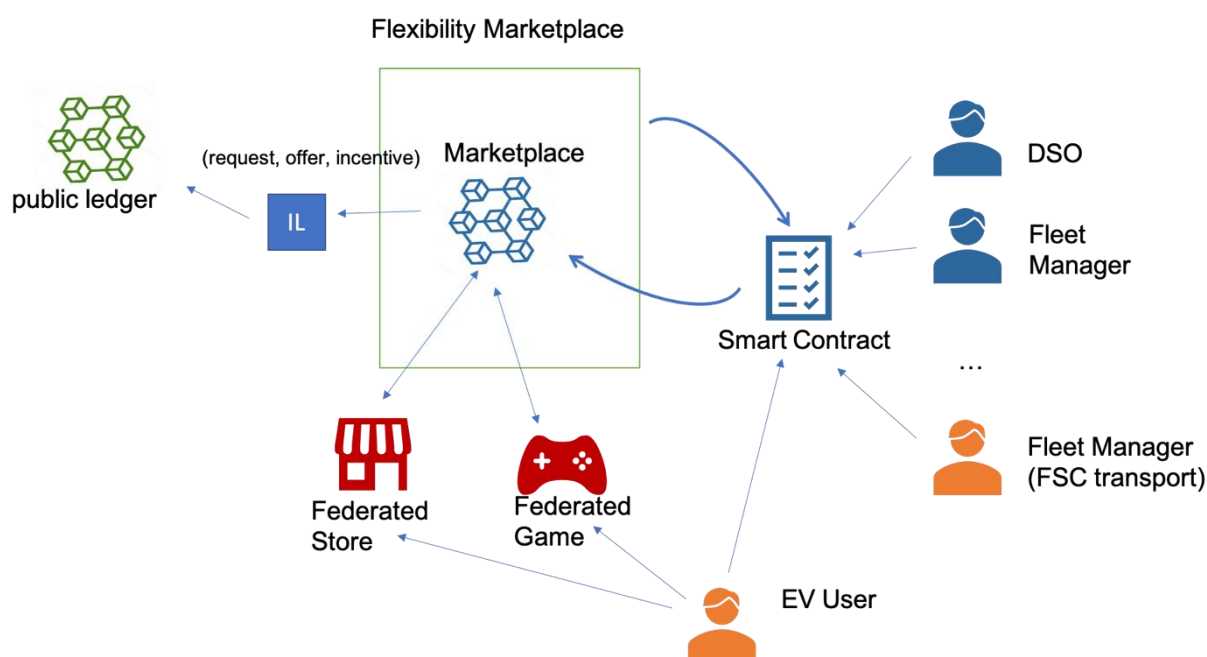 Flexibility Marketplace
(request, offer, incentive)
Marketplace
public ledger
IL
DSO
Fleet
Manager
Smart Contract
...
Fleet Manager
(FSC transport)
Federated
Store
Federated
Game
EV User